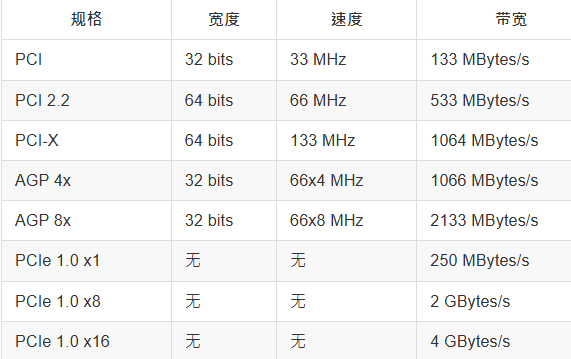 规格 宽度 速度 带宽
PCI 32 bits 33 MHz 133 MBytes/s
PCI 2.2 64 bits 66 MHz 533 MBytes/s
PCI-X 64 bits 133 MHz 1064 MBytes/s
AGP 4x 32 bits 66x4 MHz 1066 MBytes/s
AGP 8x 32 bits 66x8 MHz 2133 MBytes/s
PCIe 1.0 x1 无 无 250 MBytes/s
PCIe 1.0 x8 无 无 2 GBytes/s
PCIe 1.0 x16 无 无 4 GBytes/s